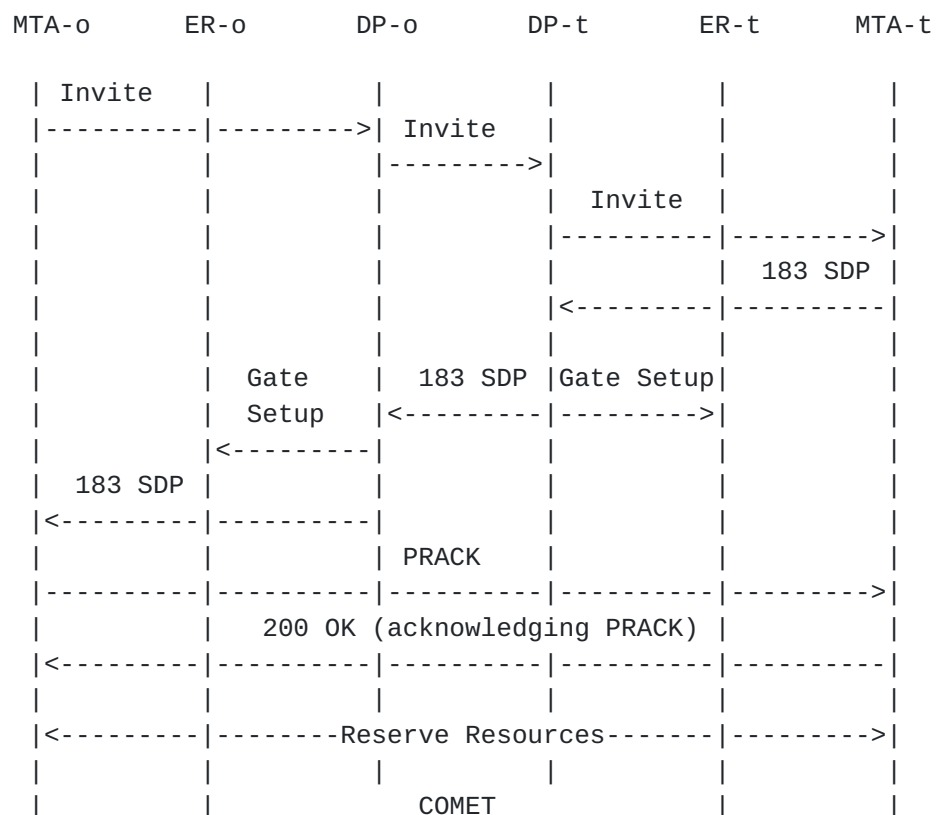 MTA-o      ER-o       DP-o       DP-t       ER-t      MTA-t
 | Invite   |          |          |          |          |
 |----------|--------->| Invite   |          |          |
 |          |          |--------->|          |          |
 |          |          |          |  Invite  |          |
 |          |          |          |----------|--------->|
 |          |          |          |          |  183 SDP |
 |          |          |          |<---------|----------|
 |          |          |          |          |          |
 |          |  Gate    |  183 SDP |Gate Setup|          |
 |          |  Setup   |<---------|--------->|          |
 |          |<---------|          |          |          |
 |  183 SDP |          |          |          |          |
 |<---------|----------|          |          |          |
 |          |          | PRACK    |          |          |
 |----------|----------|----------|----------|--------->|
 |          |   200 OK (acknowledging PRACK) |          |
 |<---------|----------|----------|----------|----------|
 |          |          |          |          |          |
 |<---------|--------Reserve Resources-------|--------->|
 |          |          |          |          |          |
 |          |             COMET              |          |